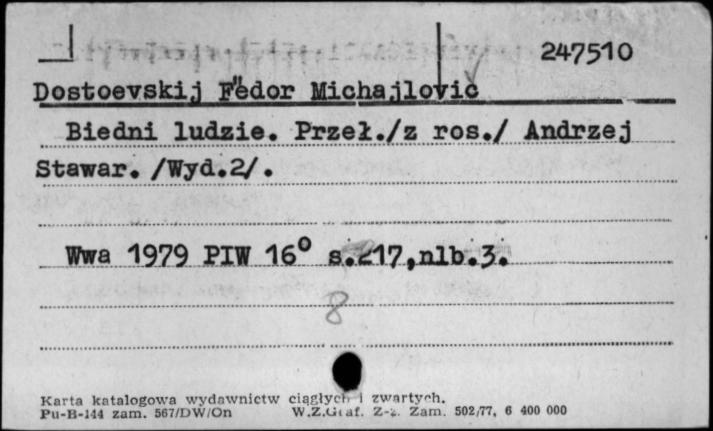 247510
Dostoevskij Fëdor Michajlovič
Biedni ludzie. Przeł./z ros./ Andrzej
Stawar. /Wyd.2/.
Wwa 1979 PIW 16° s.217,nlb.3.
8
Karta katalogowa wydawnictw ciągłych i zwartych.
Pu-B-144 zam. 567/DW/On W.Z.Graf. Z-2. Zam. 502/77, 6 400 000